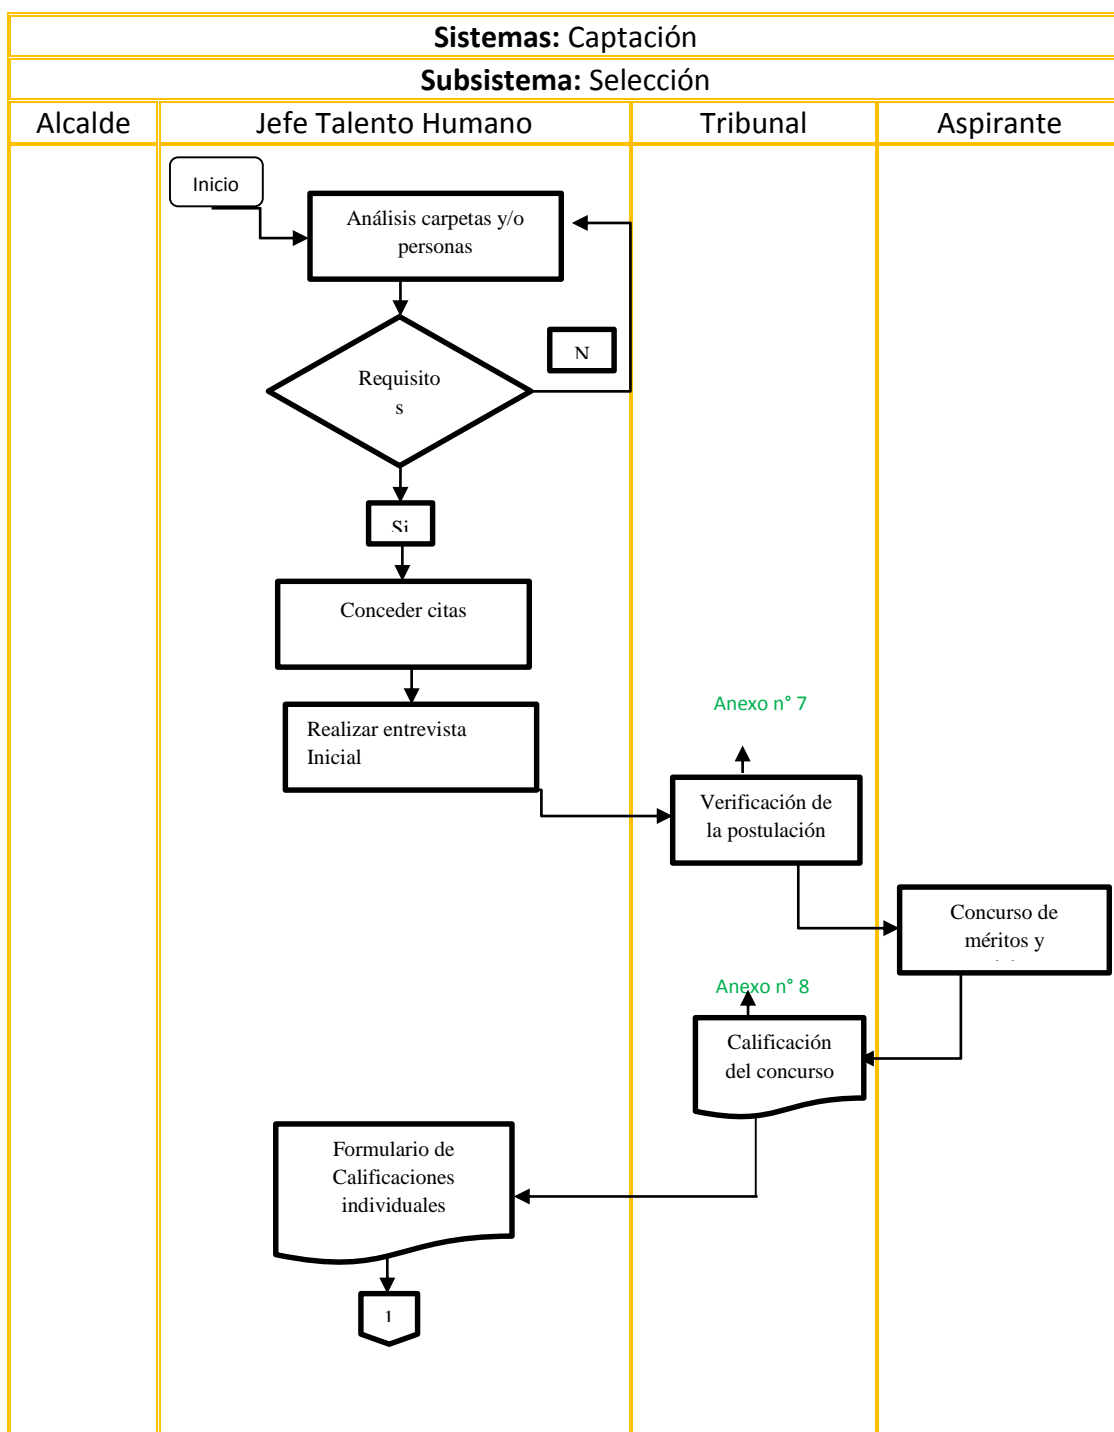 Sistemas: Captación
Subsistema: Selección
Alcalde
Jefe Talento Humano
Tribunal
Aspirante
Inicio
Análisis carpetas y/o
personas
N
Requisito
s
Si
Conceder citas
Anexo n° 7
Realizar entrevista
Inicial
Verificación de
la postulación
Concurso de
méritos y
Anexo n° 8
Calificación
del concurso
Formulario de
Calificaciones
individuales
1